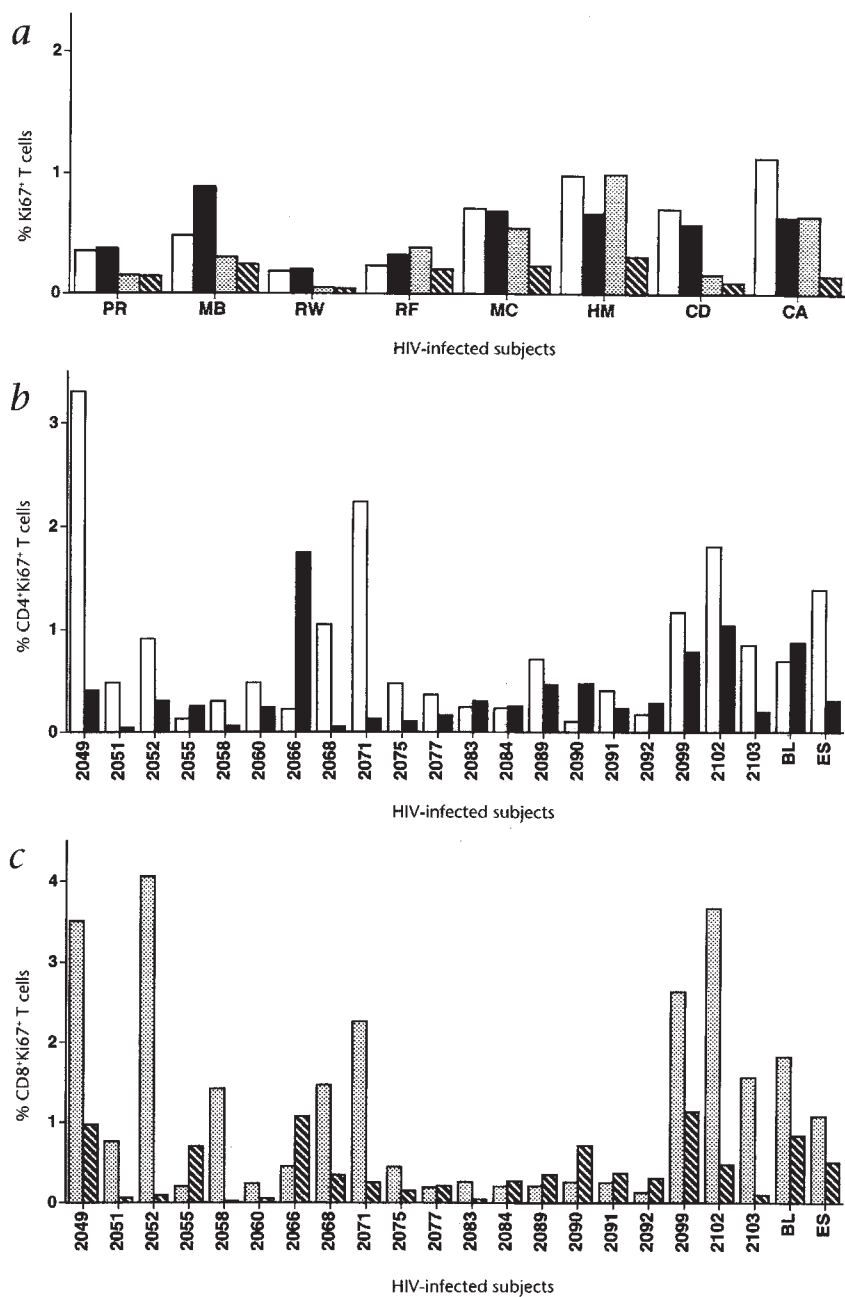 a
% Ki67⁺ T cells
2
1
0
PR MB RW RF MC HM CD CA
HIV-infected subjects
b
% CD4⁺Ki67⁺ T cells
3
2
1
0
2049 2051 2052 2055 2058 2060 2066 2068 2071 2075 2077 2083 2084 2089 2090 2091 2092 2099 2102 2103 BL ES
HIV-infected subjects
c
% CD8⁺Ki67⁺ T cells
4
3
2
1
0
2049 2051 2052 2055 2058 2060 2066 2068 2071 2075 2077 2083 2084 2089 2090 2091 2092 2099 2102 2103 BL ES
HIV-infected subjects